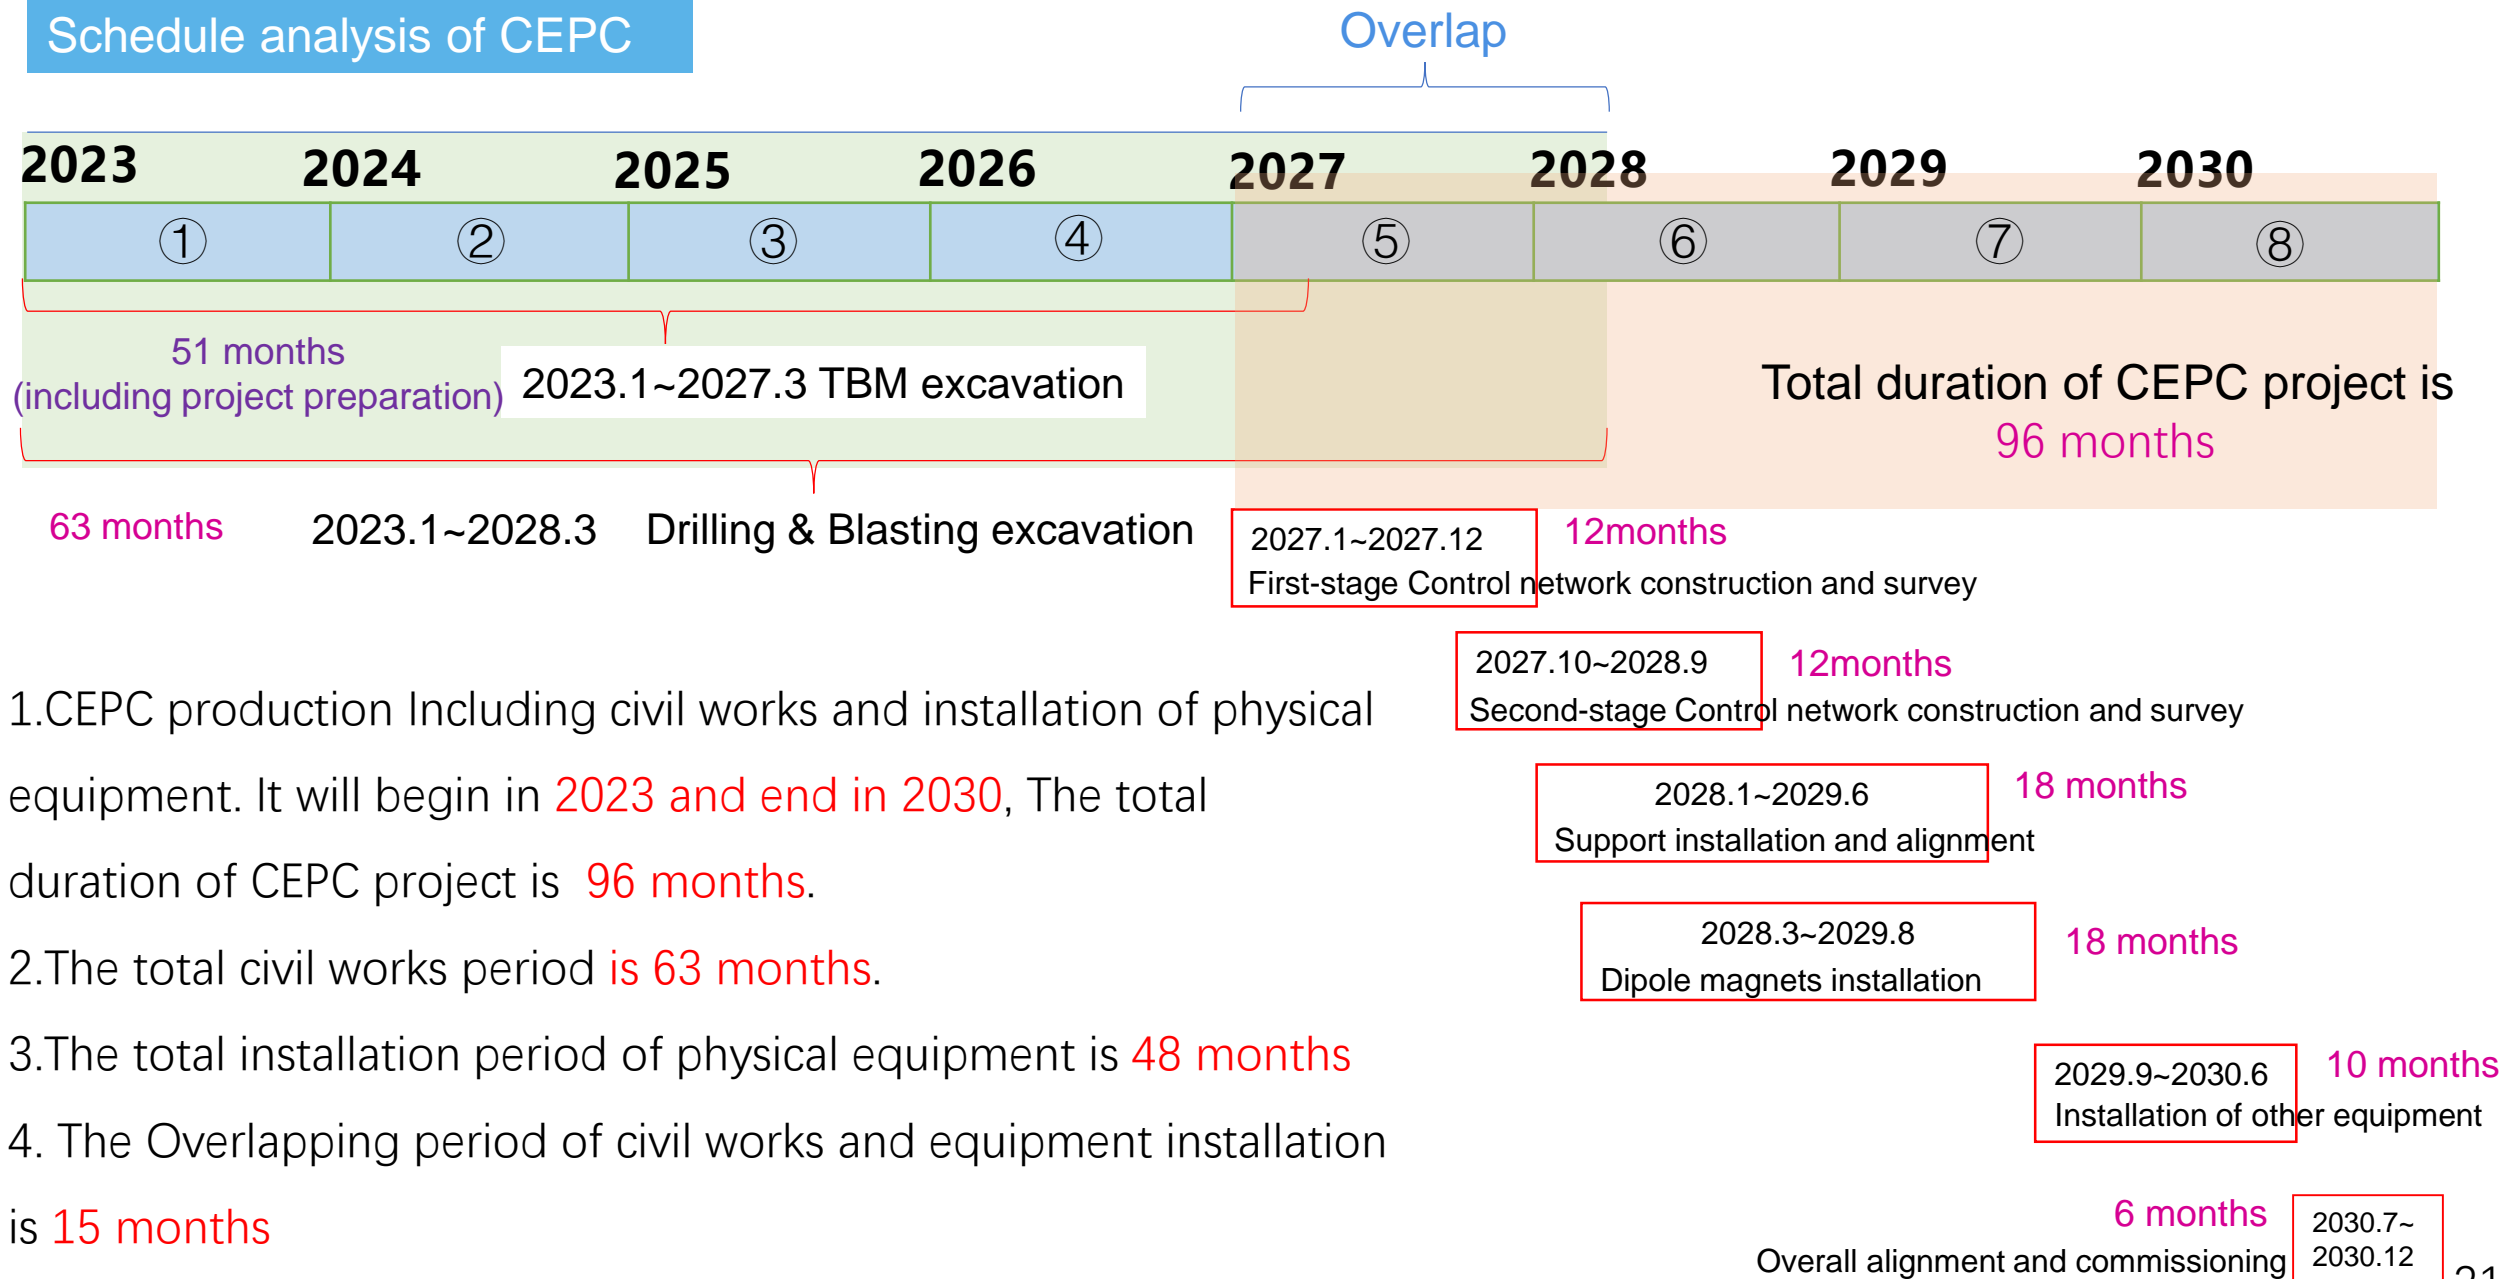 Schedule analysis of CEPC
Overlap
2023 2024 2025 2026 2027 2028 2029 2030
① ② ③ ④ ⑤ ⑥ ⑦ ⑧
51 months
(including project preparation)
2023.1~2027.3 TBM excavation
Total duration of CEPC project is
96 months
63 months 2023.1~2028.3 Drilling & Blasting excavation
2027.1~2027.12 12months
First-stage Control network construction and survey
2027.10~2028.9 12months
Second-stage Control network construction and survey
2028.1~2029.6 18 months
Support installation and alignment
2028.3~2029.8 18 months
Dipole magnets installation
2029.9~2030.6 10 months
Installation of other equipment
6 months 2030.7~
Overall alignment and commissioning 2030.12
1.CEPC production Including civil works and installation of physical
equipment. It will begin in 2023 and end in 2030, The total
duration of CEPC project is 96 months.
2.The total civil works period is 63 months.
3.The total installation period of physical equipment is 48 months
4. The Overlapping period of civil works and equipment installation
is 15 months